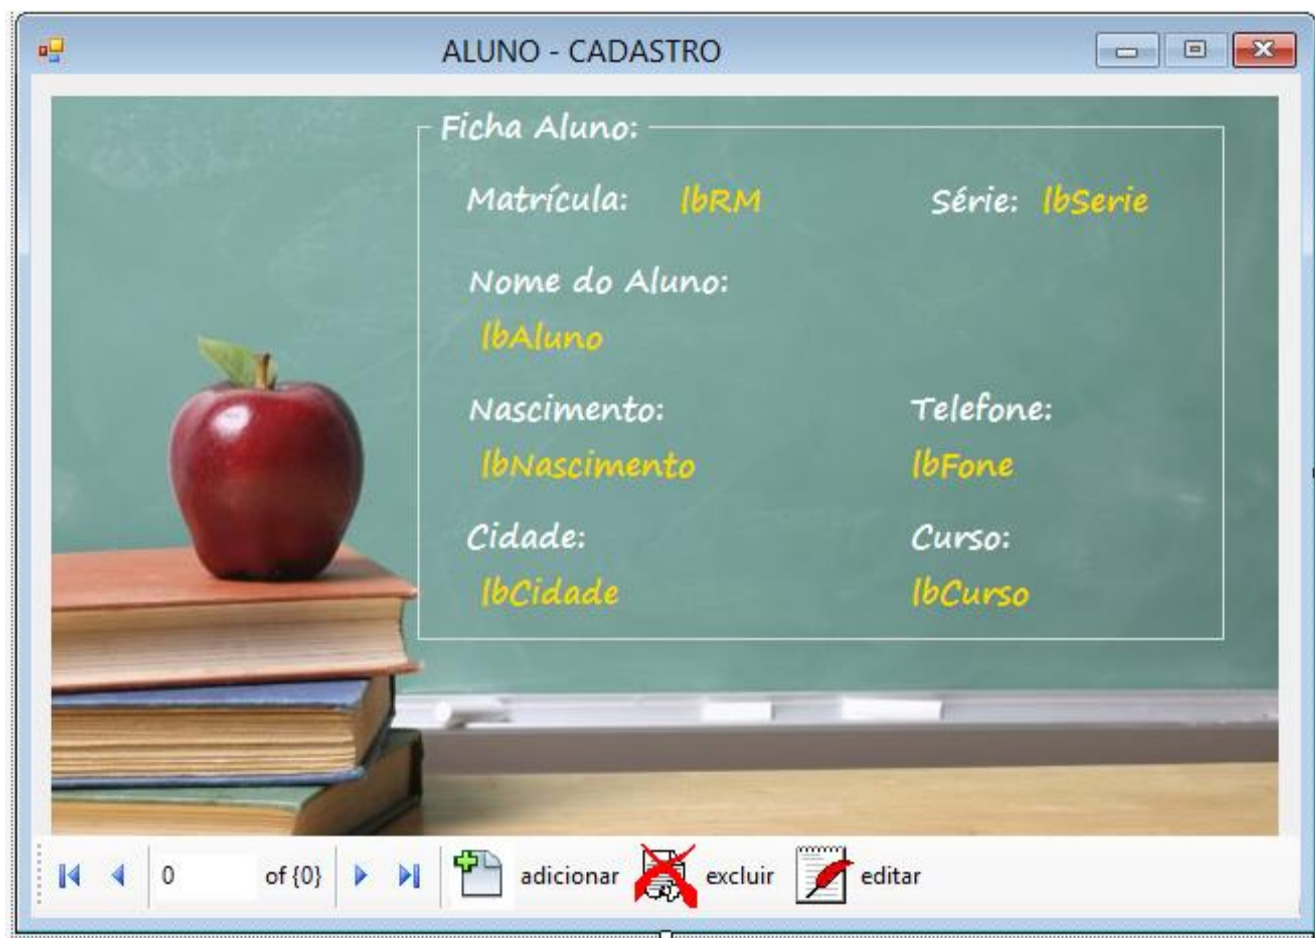 ALUNO - CADASTRO
Ficha Aluno:
Matrícula: lbRM Série: lbSerie
Nome do Aluno:
lbAluno
Nascimento: Telefone:
lbNascimento lbFone
Cidade: Curso:
lbCidade lbCurso
0 of {0} adicionar excluir editar